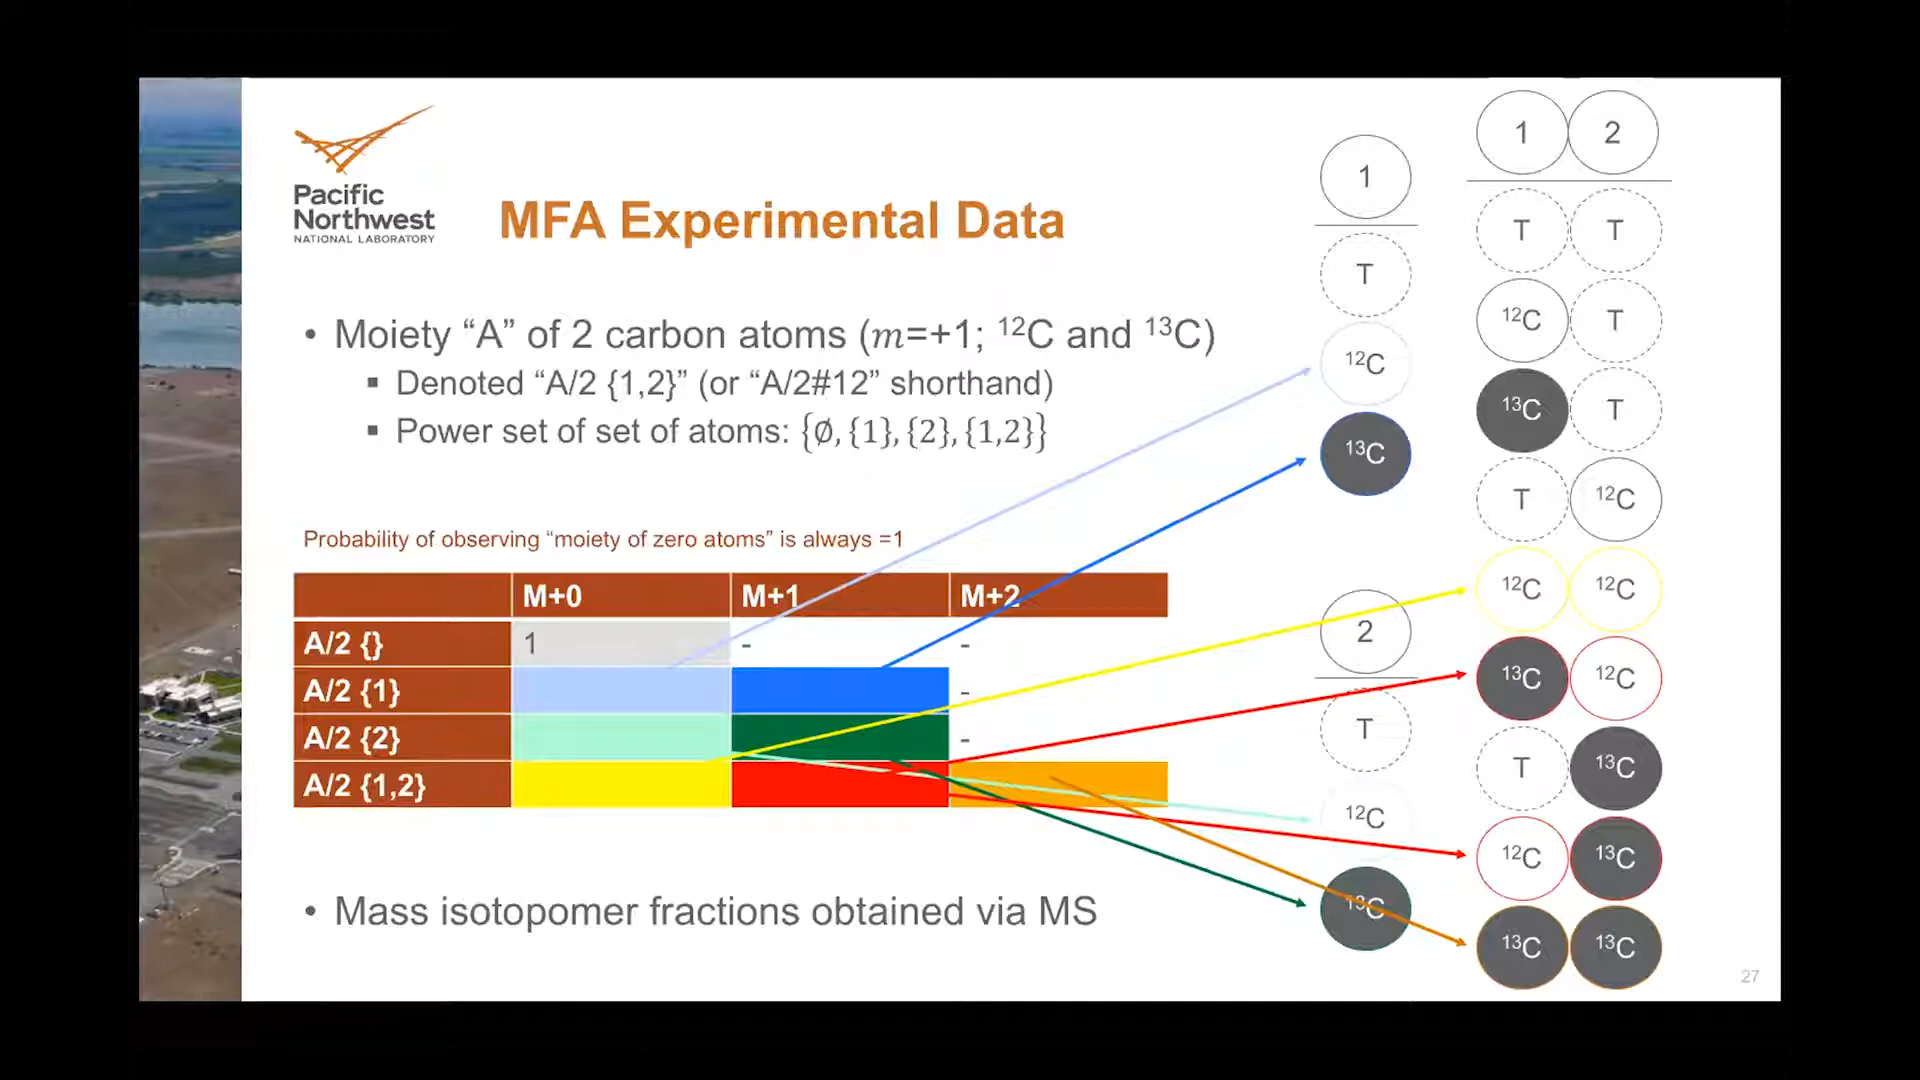 Pacific
Northwest
NATIONAL LABORATORY
MFA Experimental Data
• Moiety “A” of 2 carbon atoms (𝑚=+1; ¹²C and ¹³C)
▪ Denoted “A/2 {1,2}” (or “A/2#12” shorthand)
▪ Power set of set of atoms: {∅, {1}, {2}, {1,2}}
Probability of observing “moiety of zero atoms” is always =1
M+0 M+1 M+2
A/2 {} 1 - -
A/2 {1} -
A/2 {2} -
A/2 {1,2}
• Mass isotopomer fractions obtained via MS
1
T
¹²C
¹³C
2
T
¹²C
¹³C
1 2
T T
¹²C T
¹³C T
T ¹²C
¹²C ¹²C
¹³C ¹²C
T ¹³C
¹²C ¹³C
¹³C ¹³C
27